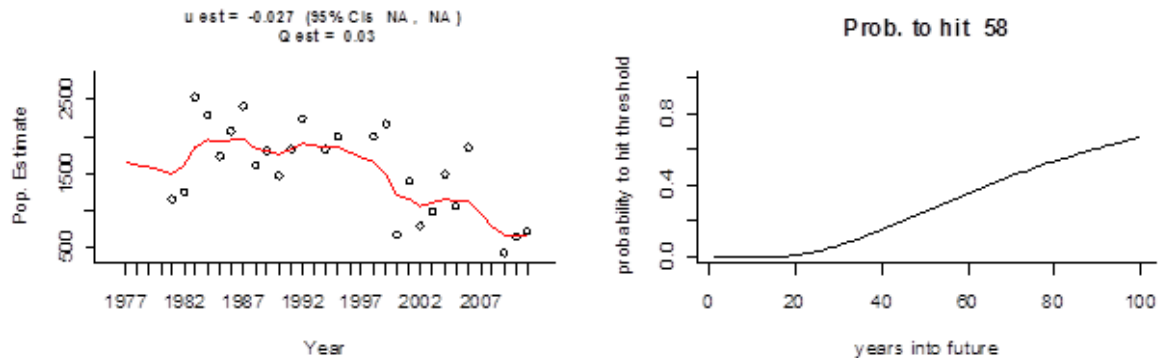 u est = -0.027 (95% CIs NA , NA )
Q est = 0.03
Pop. Estimate
2500
1500
500
1977 1982 1987 1992 1997 2002 2007
Year
Prob. to hit 58
probability to hit threshold
0.8
0.4
0.0
0 20 40 60 80 100
years into future